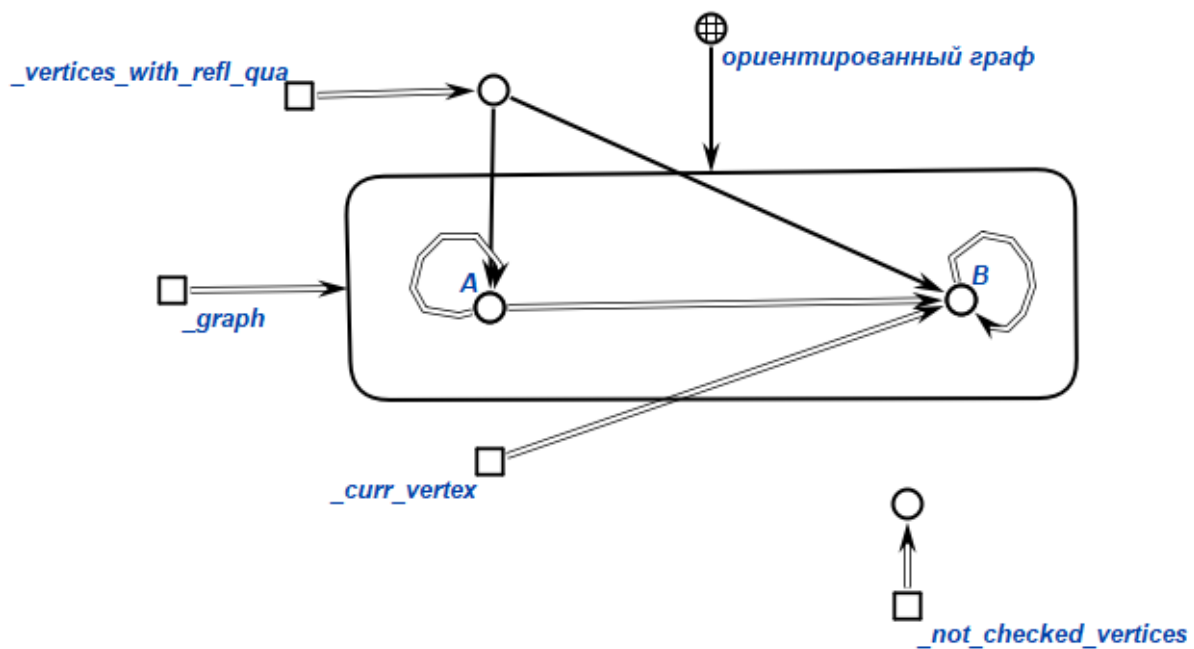 ориентированный граф
_vertices_with_refl_qua
A
B
_graph
_curr_vertex
_not_checked_vertices